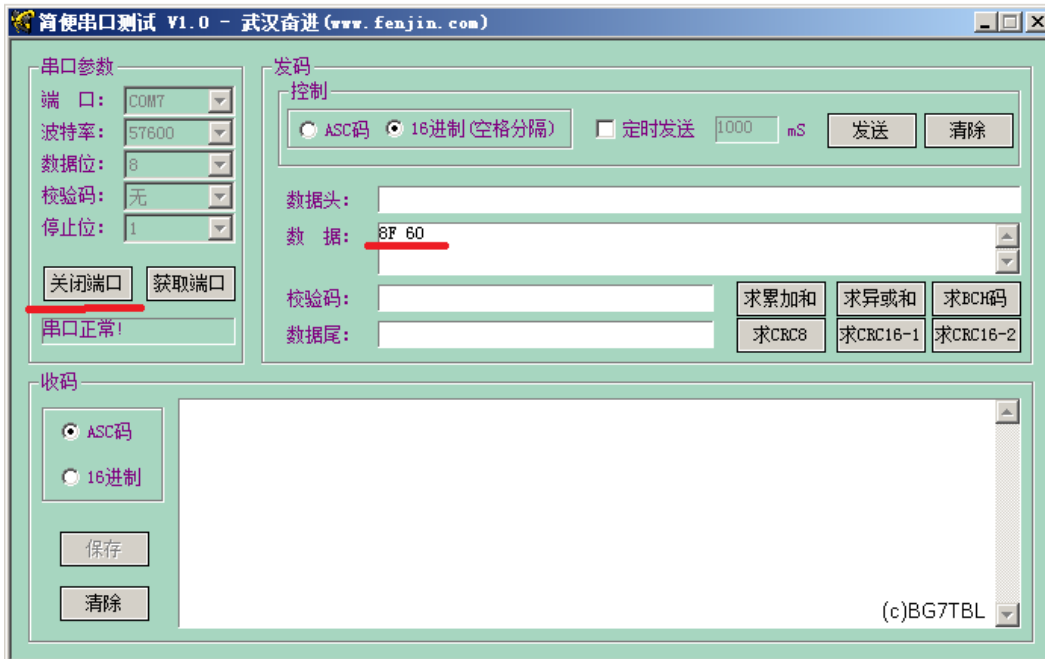 简便串口测试 V1.0 - 武汉奋进(www.fenjin.com)
串口参数
端 口: COM7
波特率: 57600
数据位: 8
校验码: 无
停止位: 1
关闭端口 获取端口
串口正常!
发码
控制
ASC码 16进制(空格分隔) 定时发送 1000 mS 发送 清除
数据头:
数 据: 8F 60
校验码: 求累加和 求异或和 求BCH码
数据尾: 求CRC8 求CRC16-1 求CRC16-2
收码
ASC码
16进制
保存
清除
(c)BG7TBL